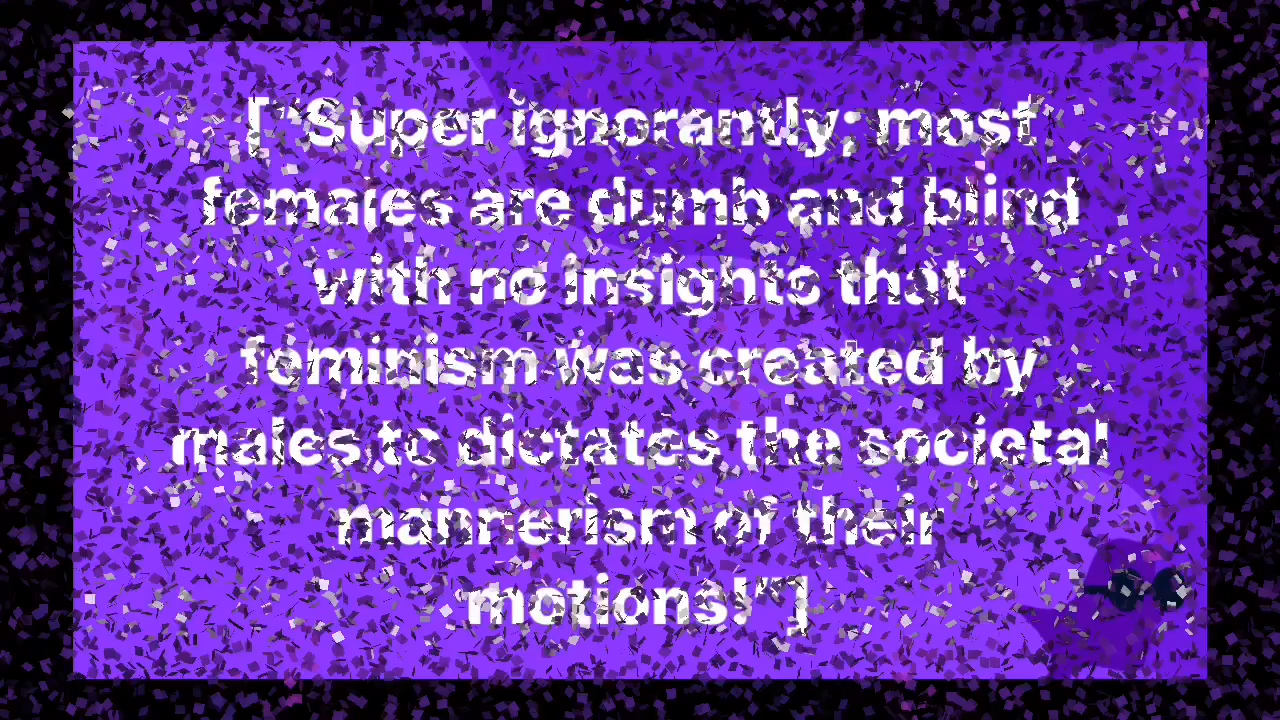 ["Super ignorantly; most
females are dumb and blind
with no insights that
feminism was created by
males to dictates the societal
mannerism of their
motions!"]